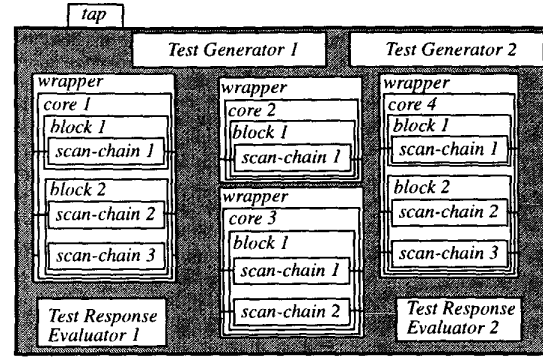 tap
Test Generator 1
Test Generator 2
wrapper
core 1
block 1
scan-chain 1
block 2
scan-chain 2
scan-chain 3
wrapper
core 2
block 1
scan-chain 1
wrapper
core 3
block 1
scan-chain 1
scan-chain 2
wrapper
core 4
block 1
scan-chain 1
block 2
scan-chain 2
scan-chain 3
Test Response
Evaluator 1
Test Response
Evaluator 2